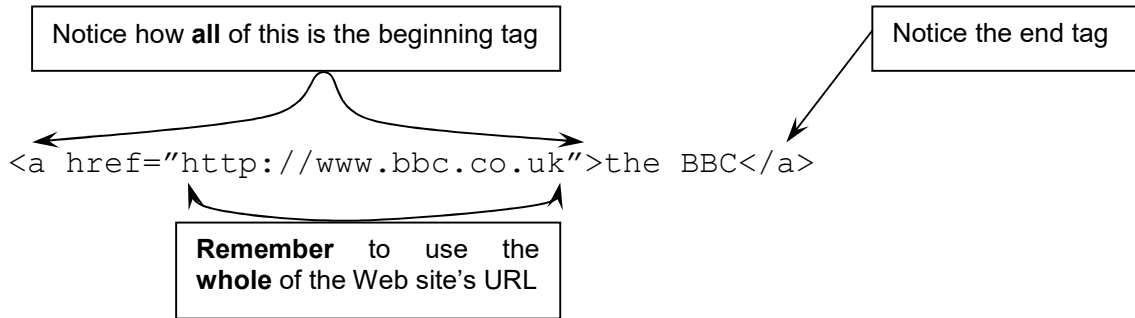 Notice how all of this is the beginning tag
Notice the end tag
<a href=”http://www.bbc.co.uk”>the BBC</a>
Remember to use the
whole of the Web site’s URL